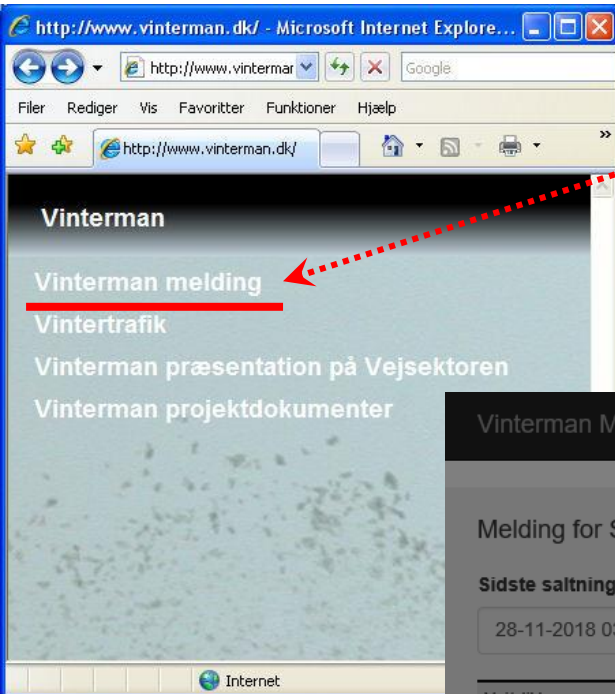 http://www.vinterman.dk/ - Microsoft Internet Explore...
http://www.vintermar
Google
Filer Rediger Vis Favoritter Funktioner Hjælp
http://www.vinterman.dk/
»
Vinterman
Vinterman melding
Vintertrafik
Vinterman præsentation på Vejsektoren
Vinterman projektdokumenter
Vinterman M
Melding for S
Sidste saltning
28-11-2018 03
Internet